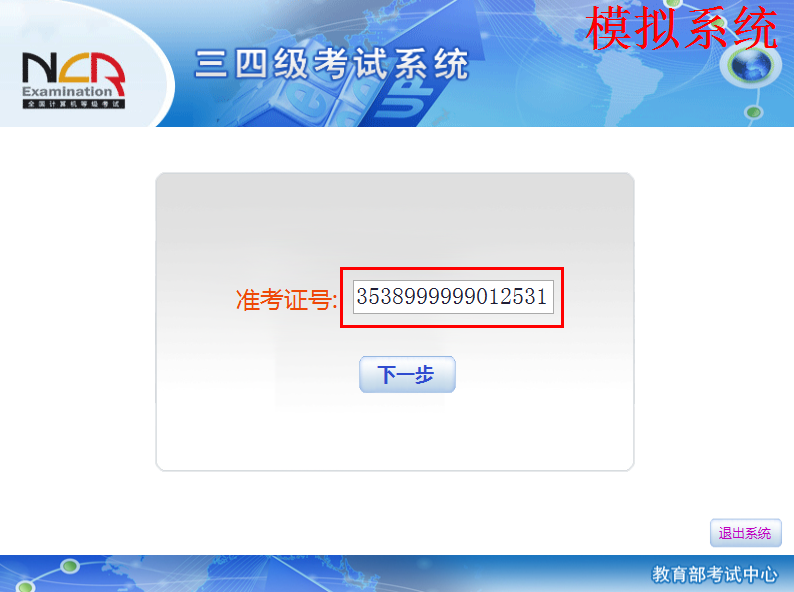 模拟系统
NCR
Examination
全国计算机等级考试
三四级考试系统
准考证号:
3538999999012531
下一步
退出系统
教育部考试中心